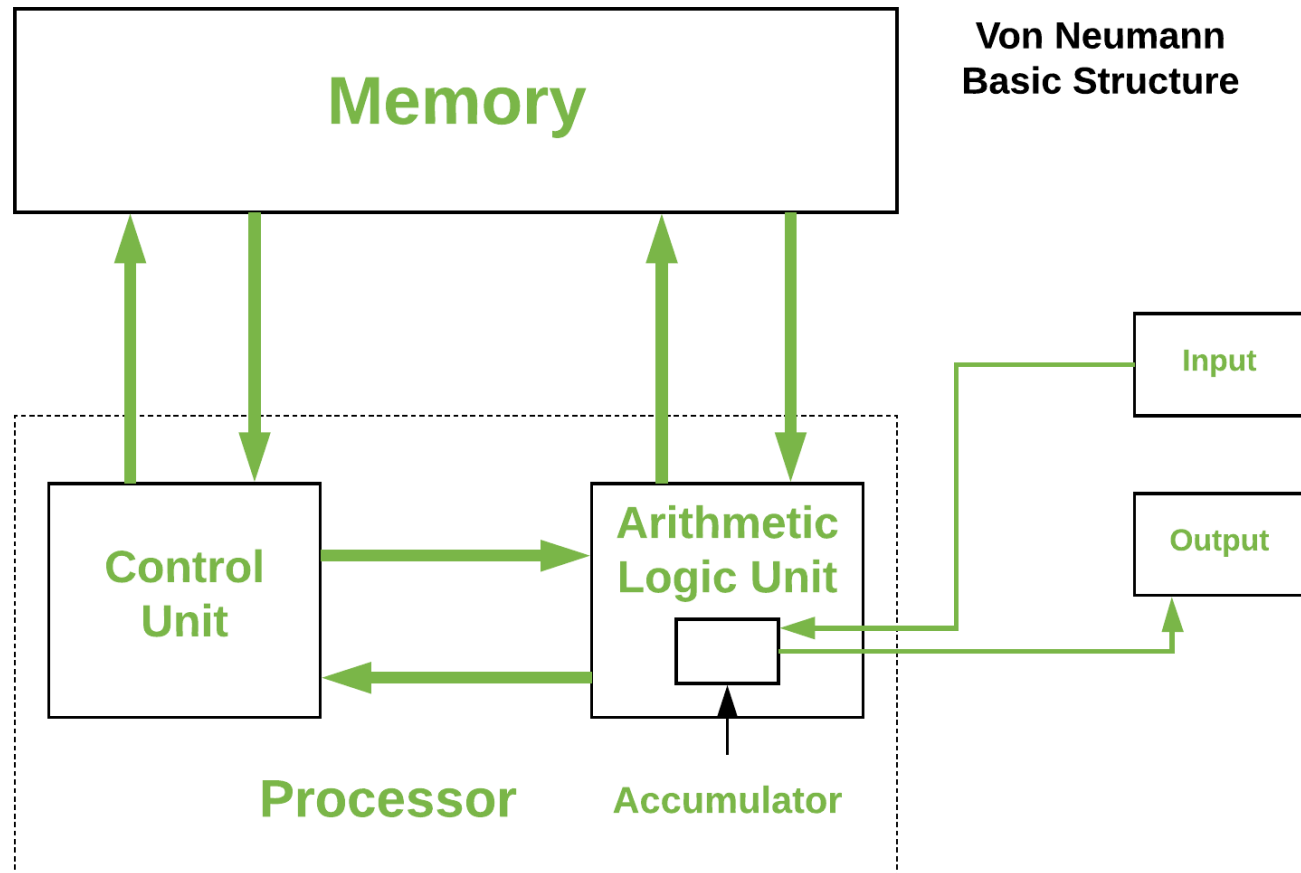 Von Neumann
Basic Structure
Memory
Input
Output
Control
Unit
Arithmetic
Logic Unit
Processor
Accumulator